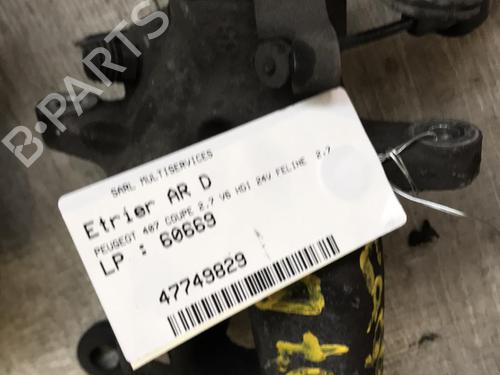 B-PARTS
SARL MULTISERVICES
Etrier AR D
PEUGEOT 407 COUPE 2.7 V6 HDI 24V FELINE 2.7
LP : 60669
47749829